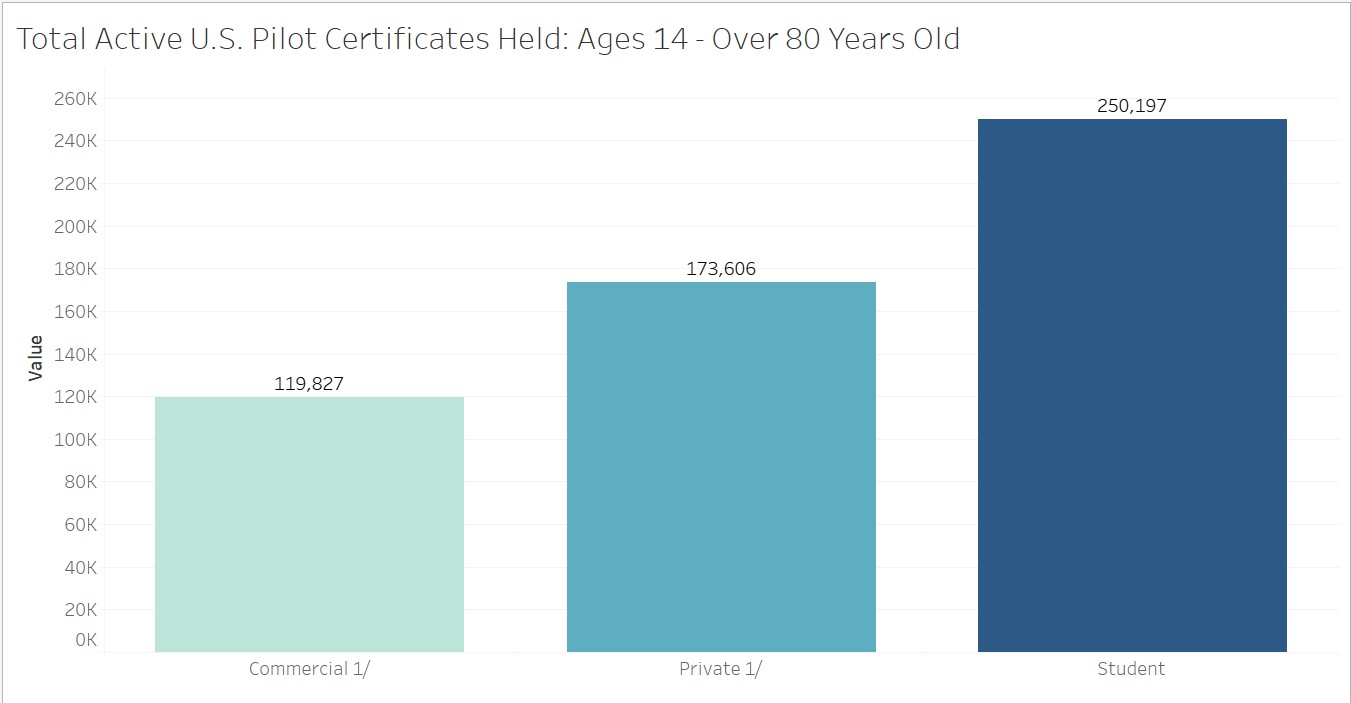 Total Active U.S. Pilot Certificates Held: Ages 14 - Over 80 Years Old
260K
240K
220K
200K
180K
160K
140K
120K
100K
80K
60K
40K
20K
0K
Value
119,827
173,606
250,197
Commercial 1/
Private 1/
Student